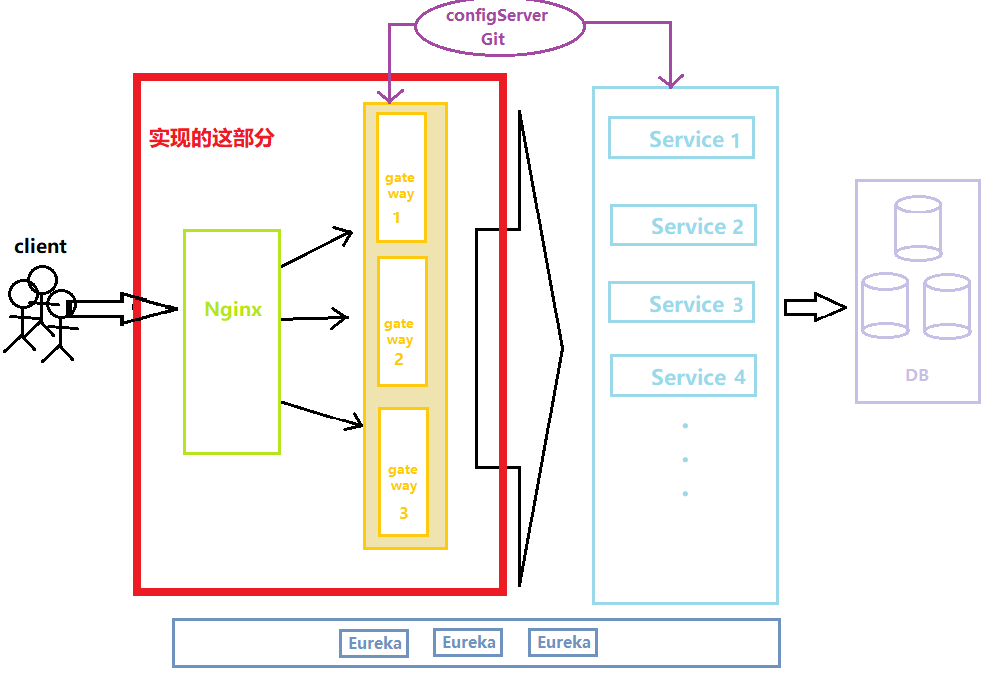 configServer
Git
实现的这部分
client
Nginx
gate
way
1
gate
way
2
gate
way
3
Service 1
Service 2
Service 3
Service 4
DB
Eureka
Eureka
Eureka